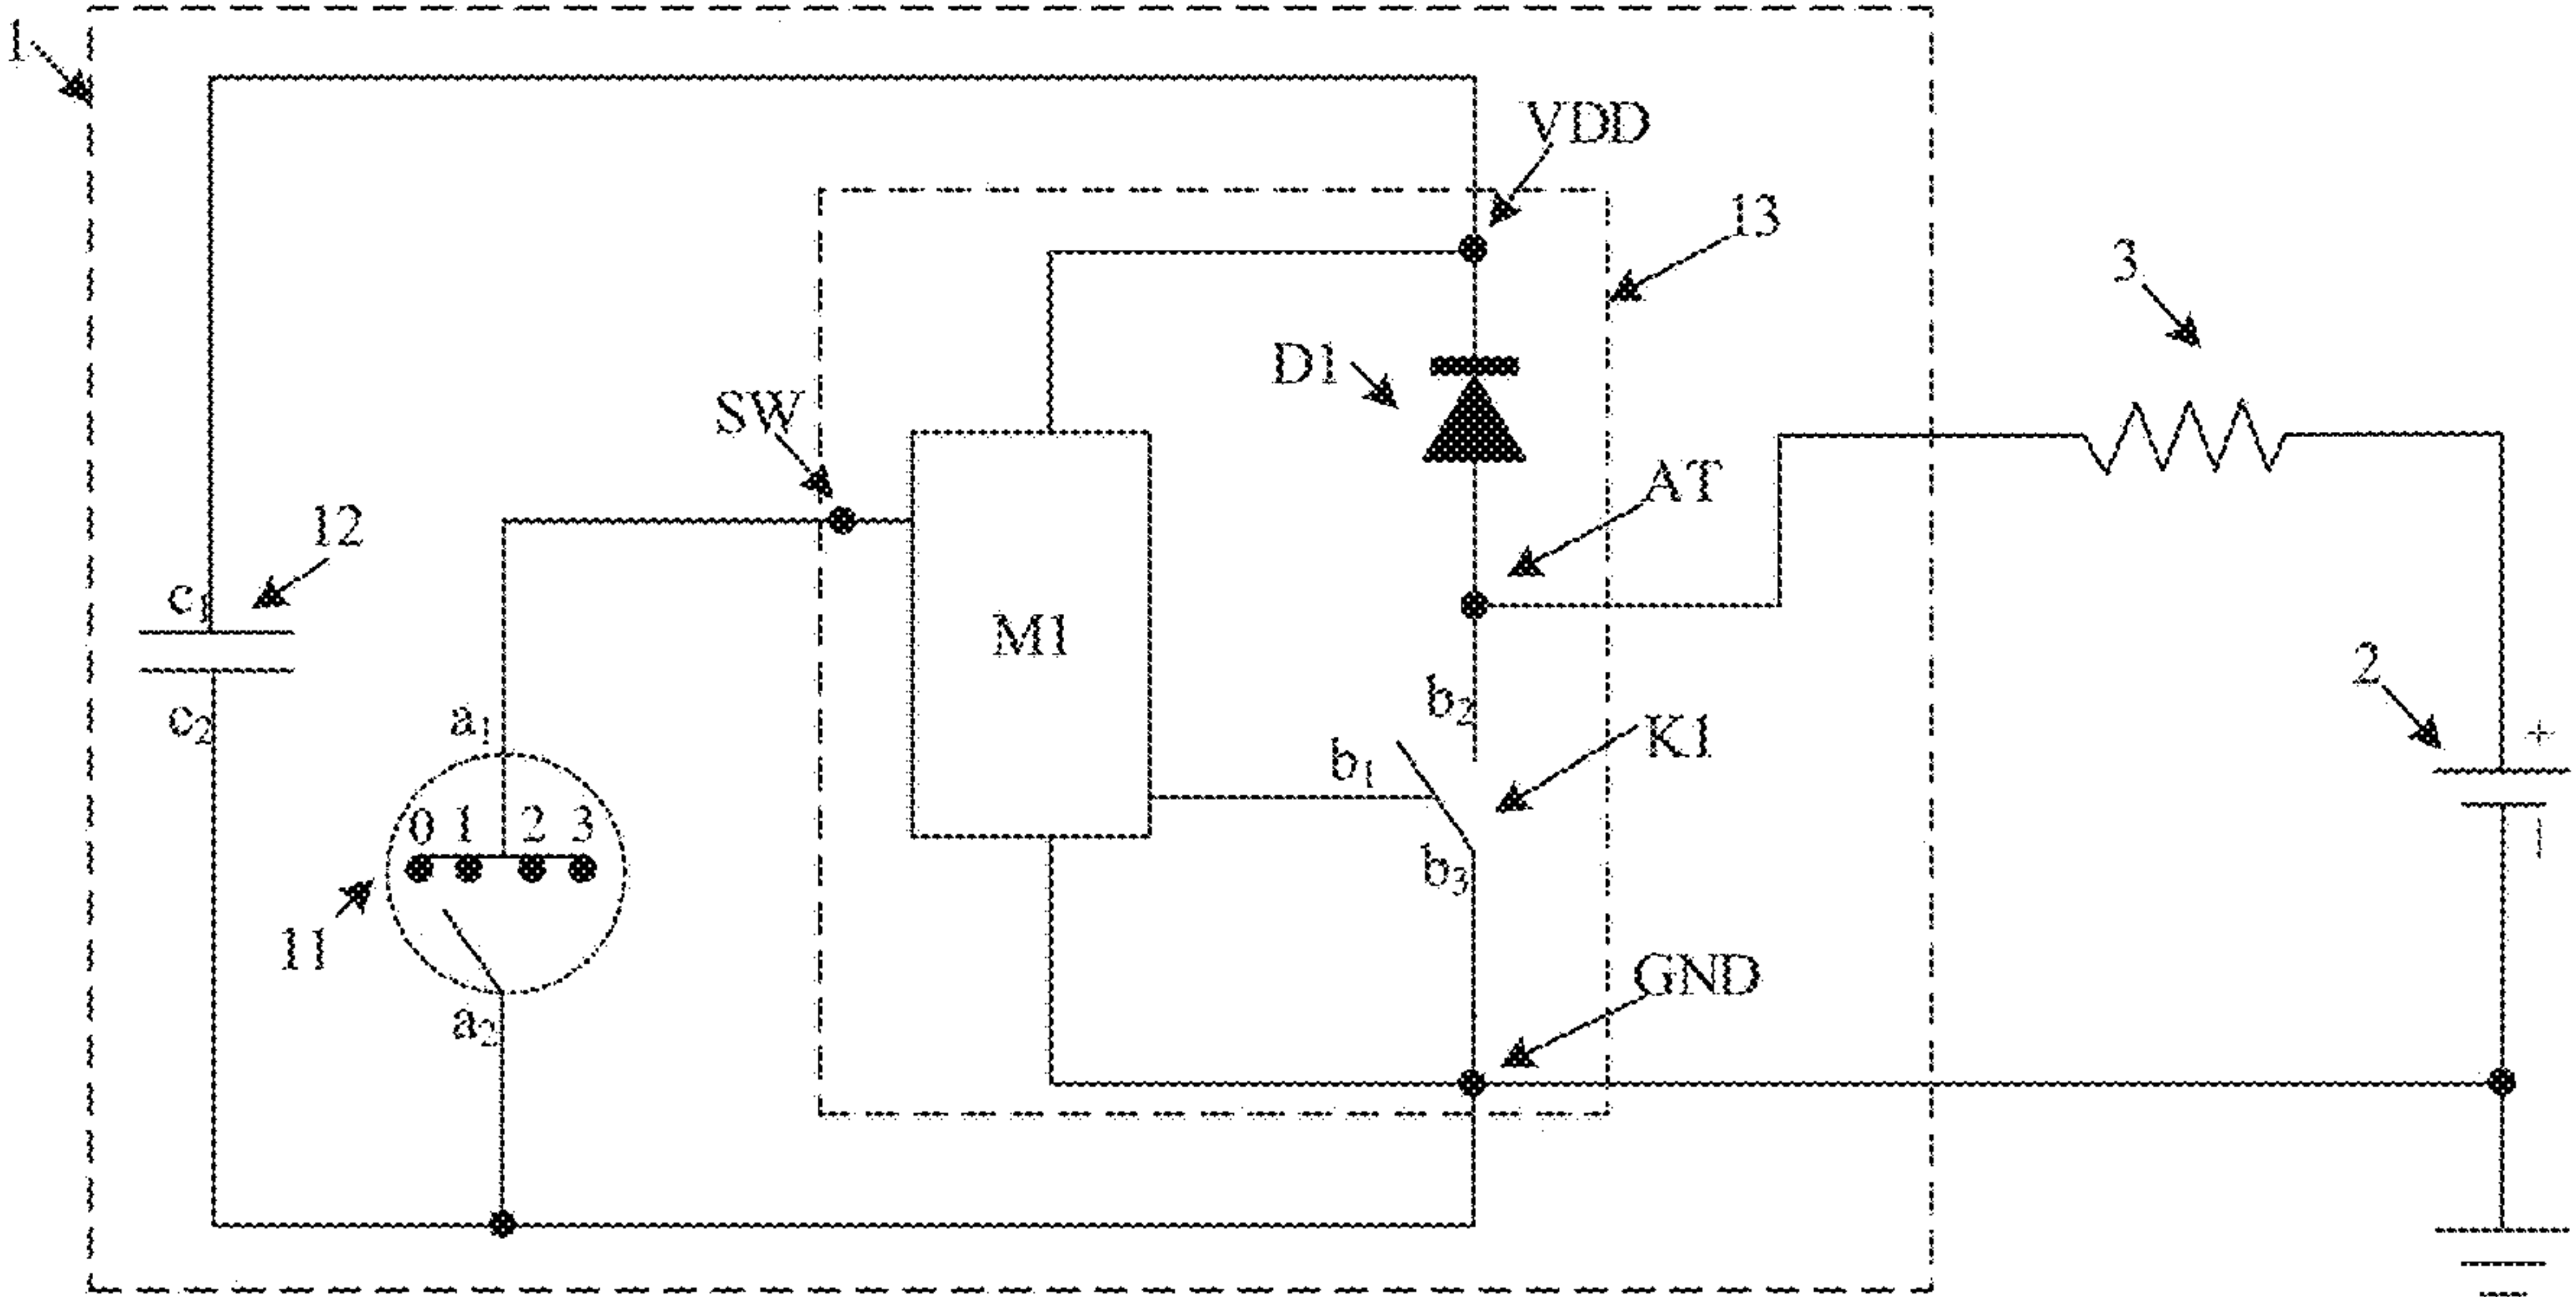 1
VDD
13
3
D1
SW
AT
12
c₁
M1
2
b₂
c₂
a₁
K1
+
b₁
0 1 2 3
b₃
11
GND
a₂